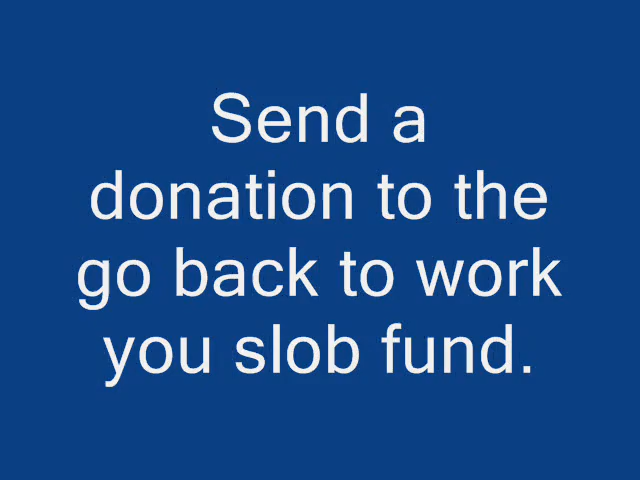 Send a
donation to the
go back to work
you slob fund.